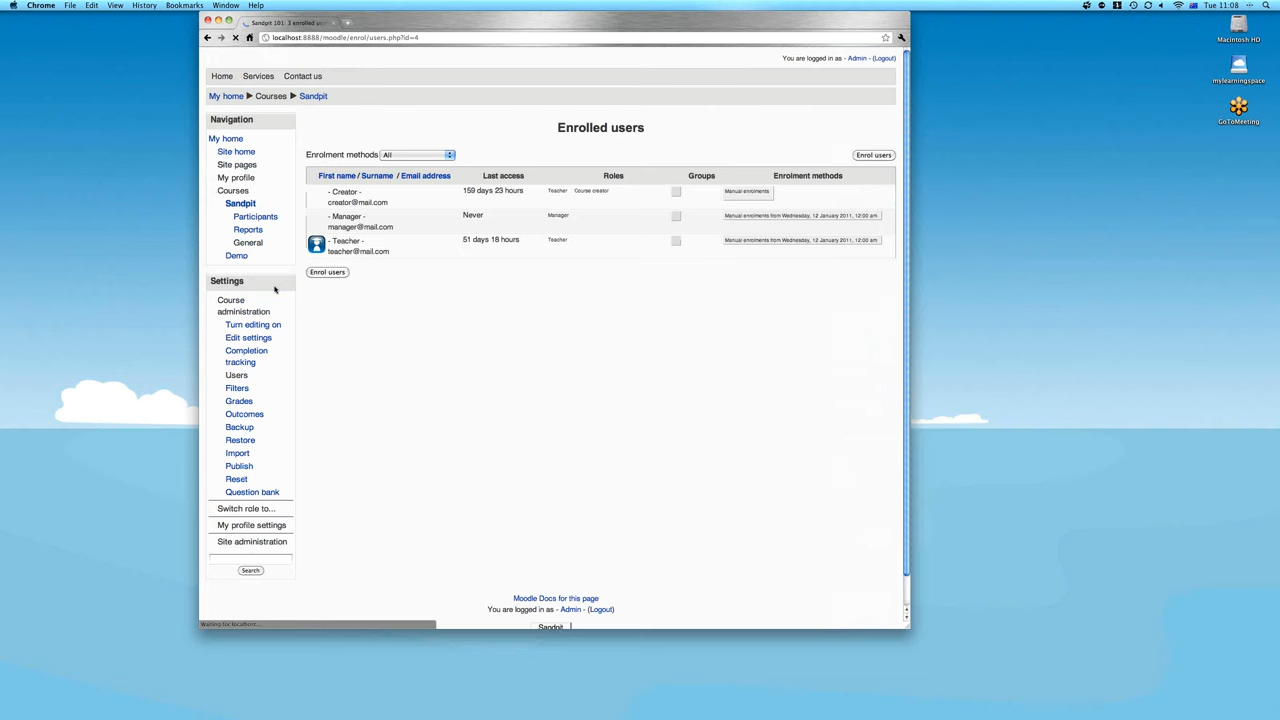 Chrome File Edit View History Bookmarks Window Help
Tue 11:08
Sandpit 101: 3 enrolled us
localhost:8888/moodle/enrol/users.php?id=4
Macintosh HD
mylearningspace
GoToMeeting
You are logged in as - Admin - (Logout)
Home Services Contact us
My home ▶ Courses ▶ Sandpit
Navigation
My home
Site home
Site pages
My profile
Courses
Sandpit
Participants
Reports
General
Demo
Settings
Course
administration
Turn editing on
Edit settings
Completion
tracking
Users
Filters
Grades
Outcomes
Backup
Restore
Import
Publish
Reset
Question bank
Switch role to...
My profile settings
Site administration
Search
Enrolled users
Enrolment methods All Enrol users
First name / Surname / Email address Last access Roles Groups Enrolment methods
- Creator - 159 days 23 hours Teacher Course creator Manual enrolments
creator@mail.com
- Manager - Never Manager Manual enrolments from Wednesday, 12 January 2011, 12:00 am
manager@mail.com
- Teacher - 51 days 18 hours Teacher Manual enrolments from Wednesday, 12 January 2011, 12:00 am
teacher@mail.com
Enrol users
Moodle Docs for this page
You are logged in as - Admin - (Logout)
Sandpit
Waiting for localhost...